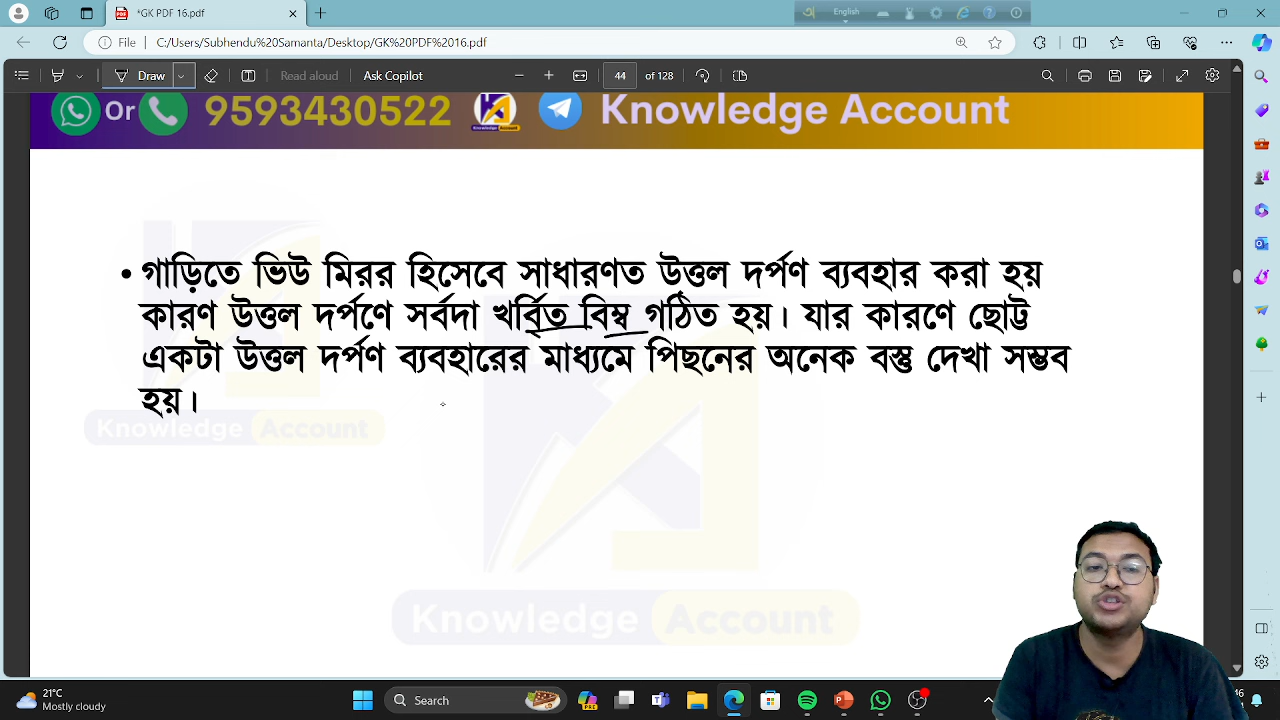 *GK PDF 16.pdf
English
File C:/Users/Subhendu%20Samanta/Desktop/GK%20PDF%2016.pdf
Draw Read aloud Ask Copilot 44 of 128
Or 9593430522 Knowledge Account
• গাড়িতে ভিউ মিরর হিসেবে সাধারণত উত্তল দর্পণ ব্যবহার করা হয়
কারণ উত্তল দর্পণে সর্বদা খর্বিত বিম্ব গঠিত হয়। যার কারণে ছোট্ট
একটা উত্তল দর্পণ ব্যবহারের মাধ্যমে পিছনের অনেক বস্তু দেখা সম্ভব
হয়।
Knowledge Account
Knowledge Account
21°C
Mostly cloudy
Search